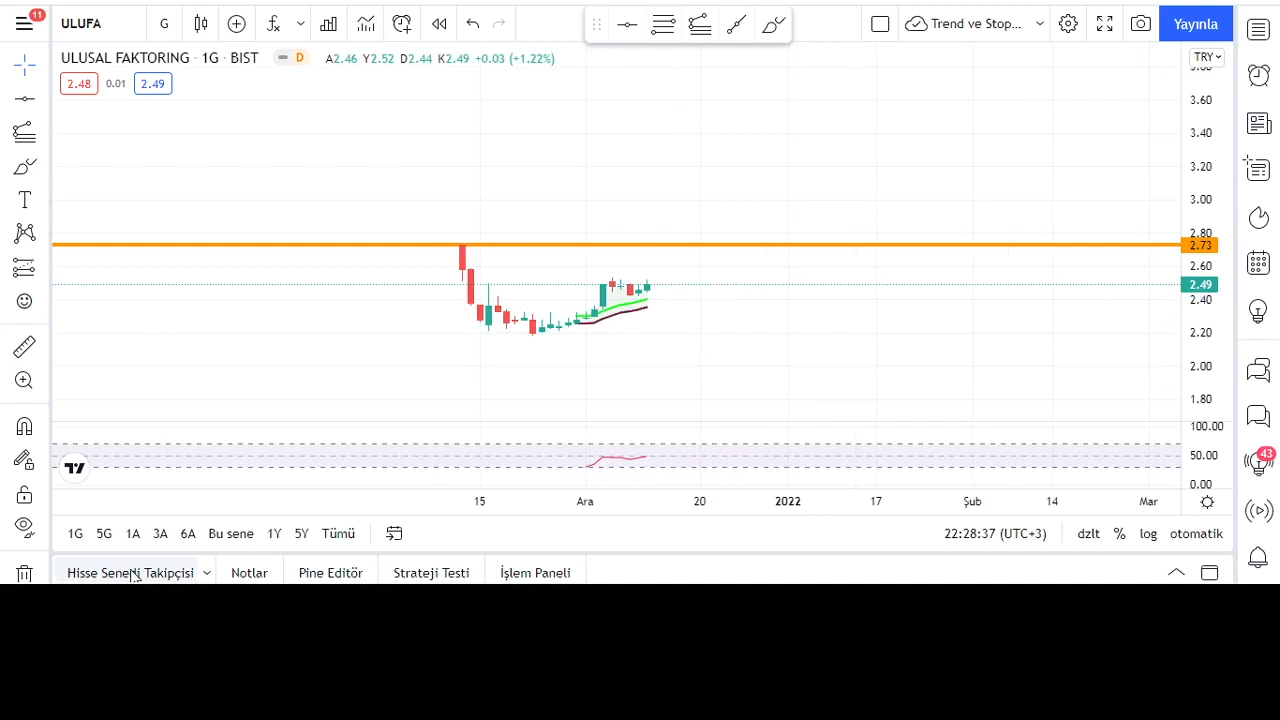 11
ULUFA
G
Trend ve Stop...
Yayınla
ULUSAL FAKTORING · 1G · BIST
D
A2.46 Y2.52 D2.44 K2.49 +0.03 (+1.22%)
TRY
2.48
0.01
2.49
3.80
3.60
3.40
3.20
3.00
2.80
2.73
2.60
2.49
2.40
2.20
2.00
1.80
100.00
50.00
0.00
43
15
Ara
20
2022
17
Şub
14
Mar
1G 5G 1A 3A 6A Bu sene 1Y 5Y Tümü
22:28:37 (UTC+3)
dzlt % log otomatik
Hisse Senedi Takipçisi
Notlar
Pine Editör
Strateji Testi
İşlem Paneli